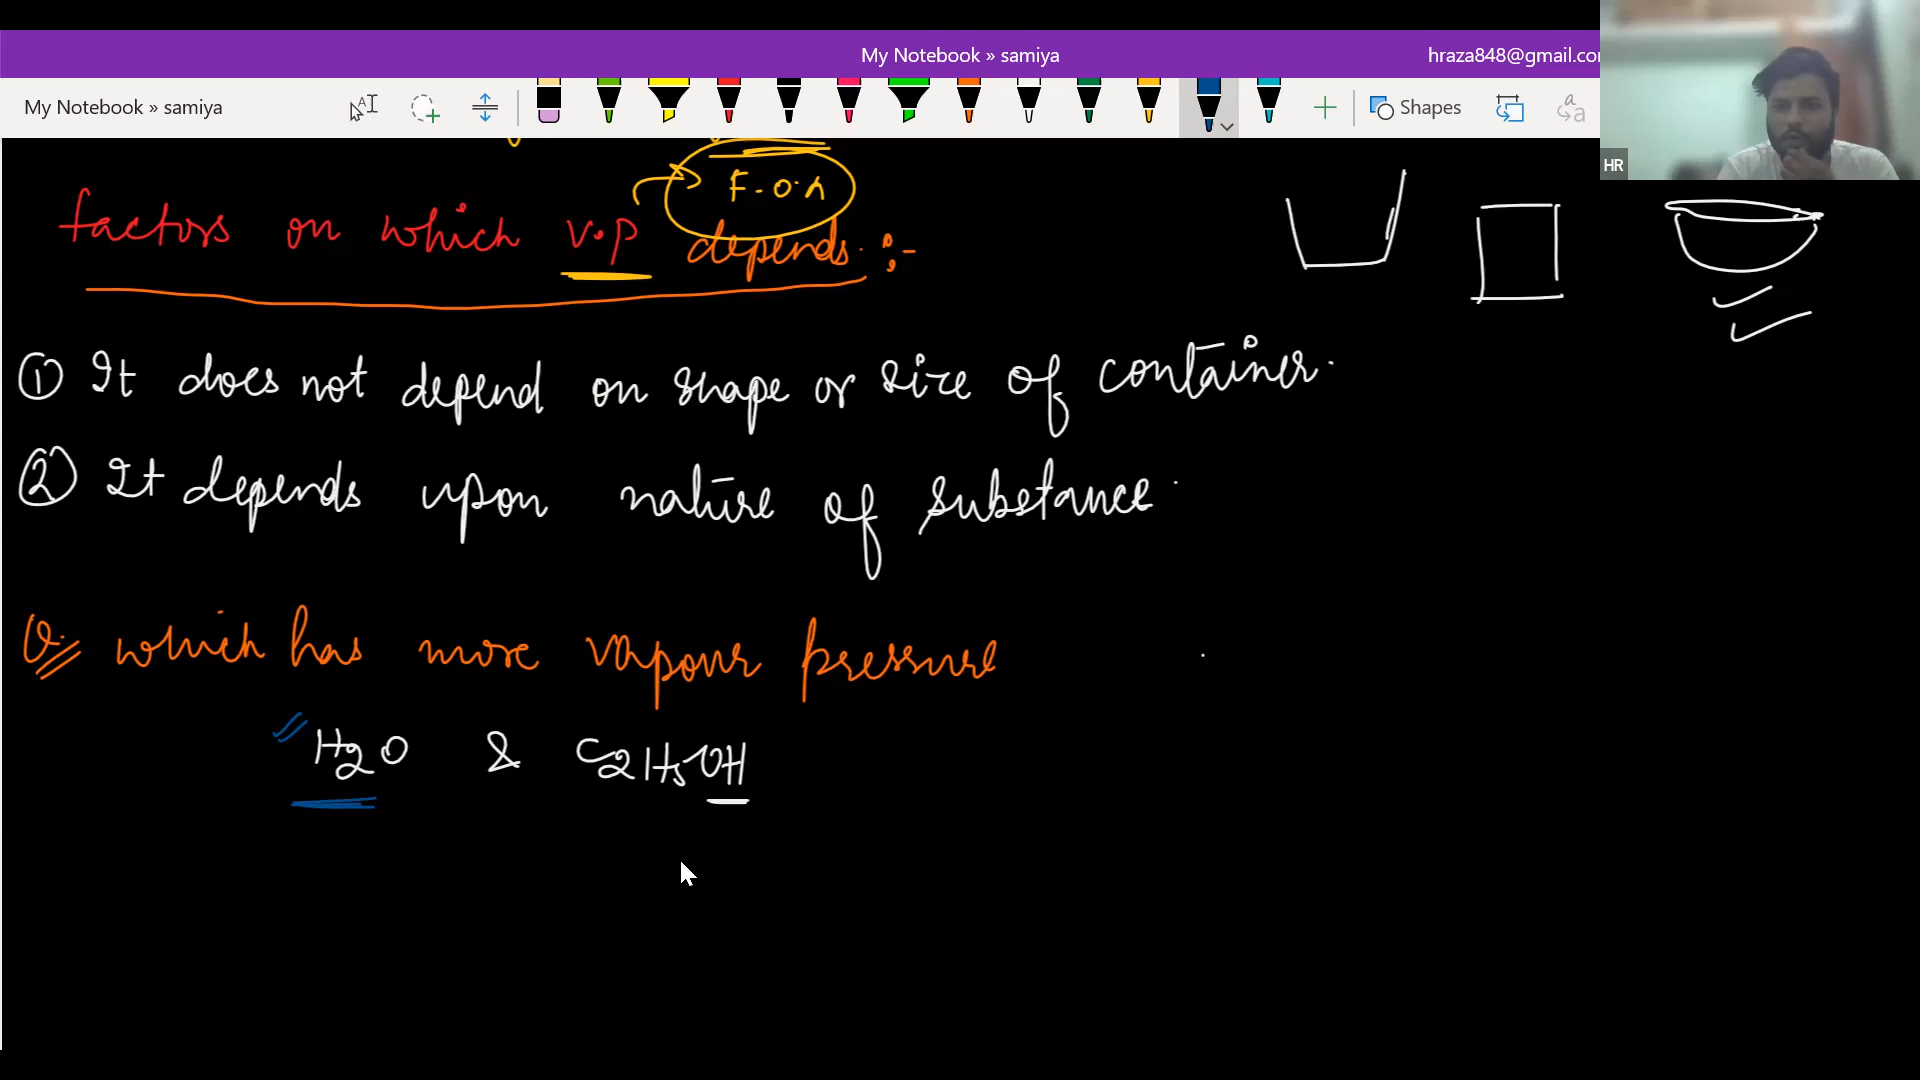 My Notebook » samiya
hraza848@gmail.co
My Notebook » samiya
Shapes
HR
F.O.A
factors on which V.P depends :-
① It does not depend on shape or size of container.
② It depends upon nature of substance.
Q. which has more vapour pressure
H2O & C2H5OH